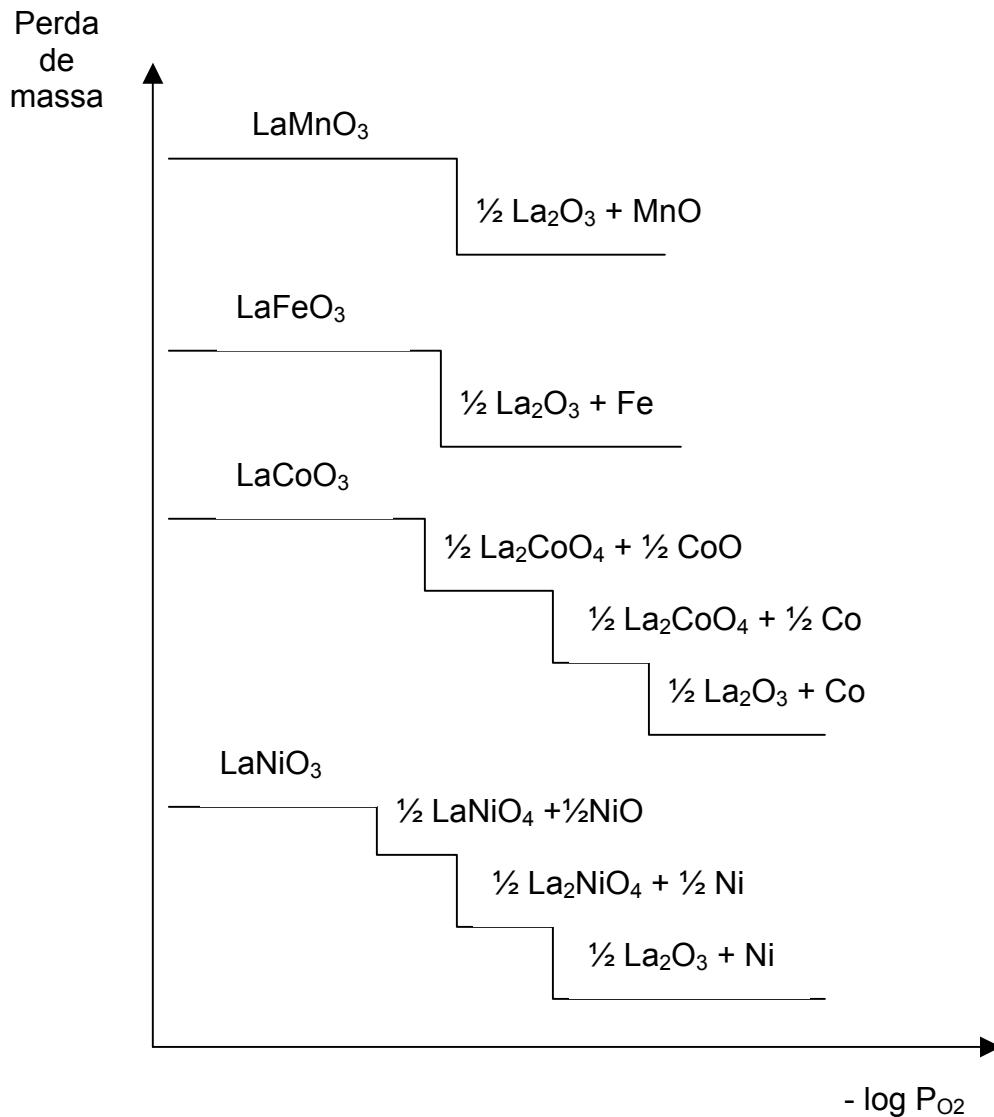 Perda
de
massa
LaMnO₃
½ La₂O₃ + MnO
LaFeO₃
½ La₂O₃ + Fe
LaCoO₃
½ La₂CoO₄ + ½ CoO
½ La₂CoO₄ + ½ Co
½ La₂O₃ + Co
LaNiO₃
½ LaNiO₄ +½NiO
½ La₂NiO₄ + ½ Ni
½ La₂O₃ + Ni
- log P_O2